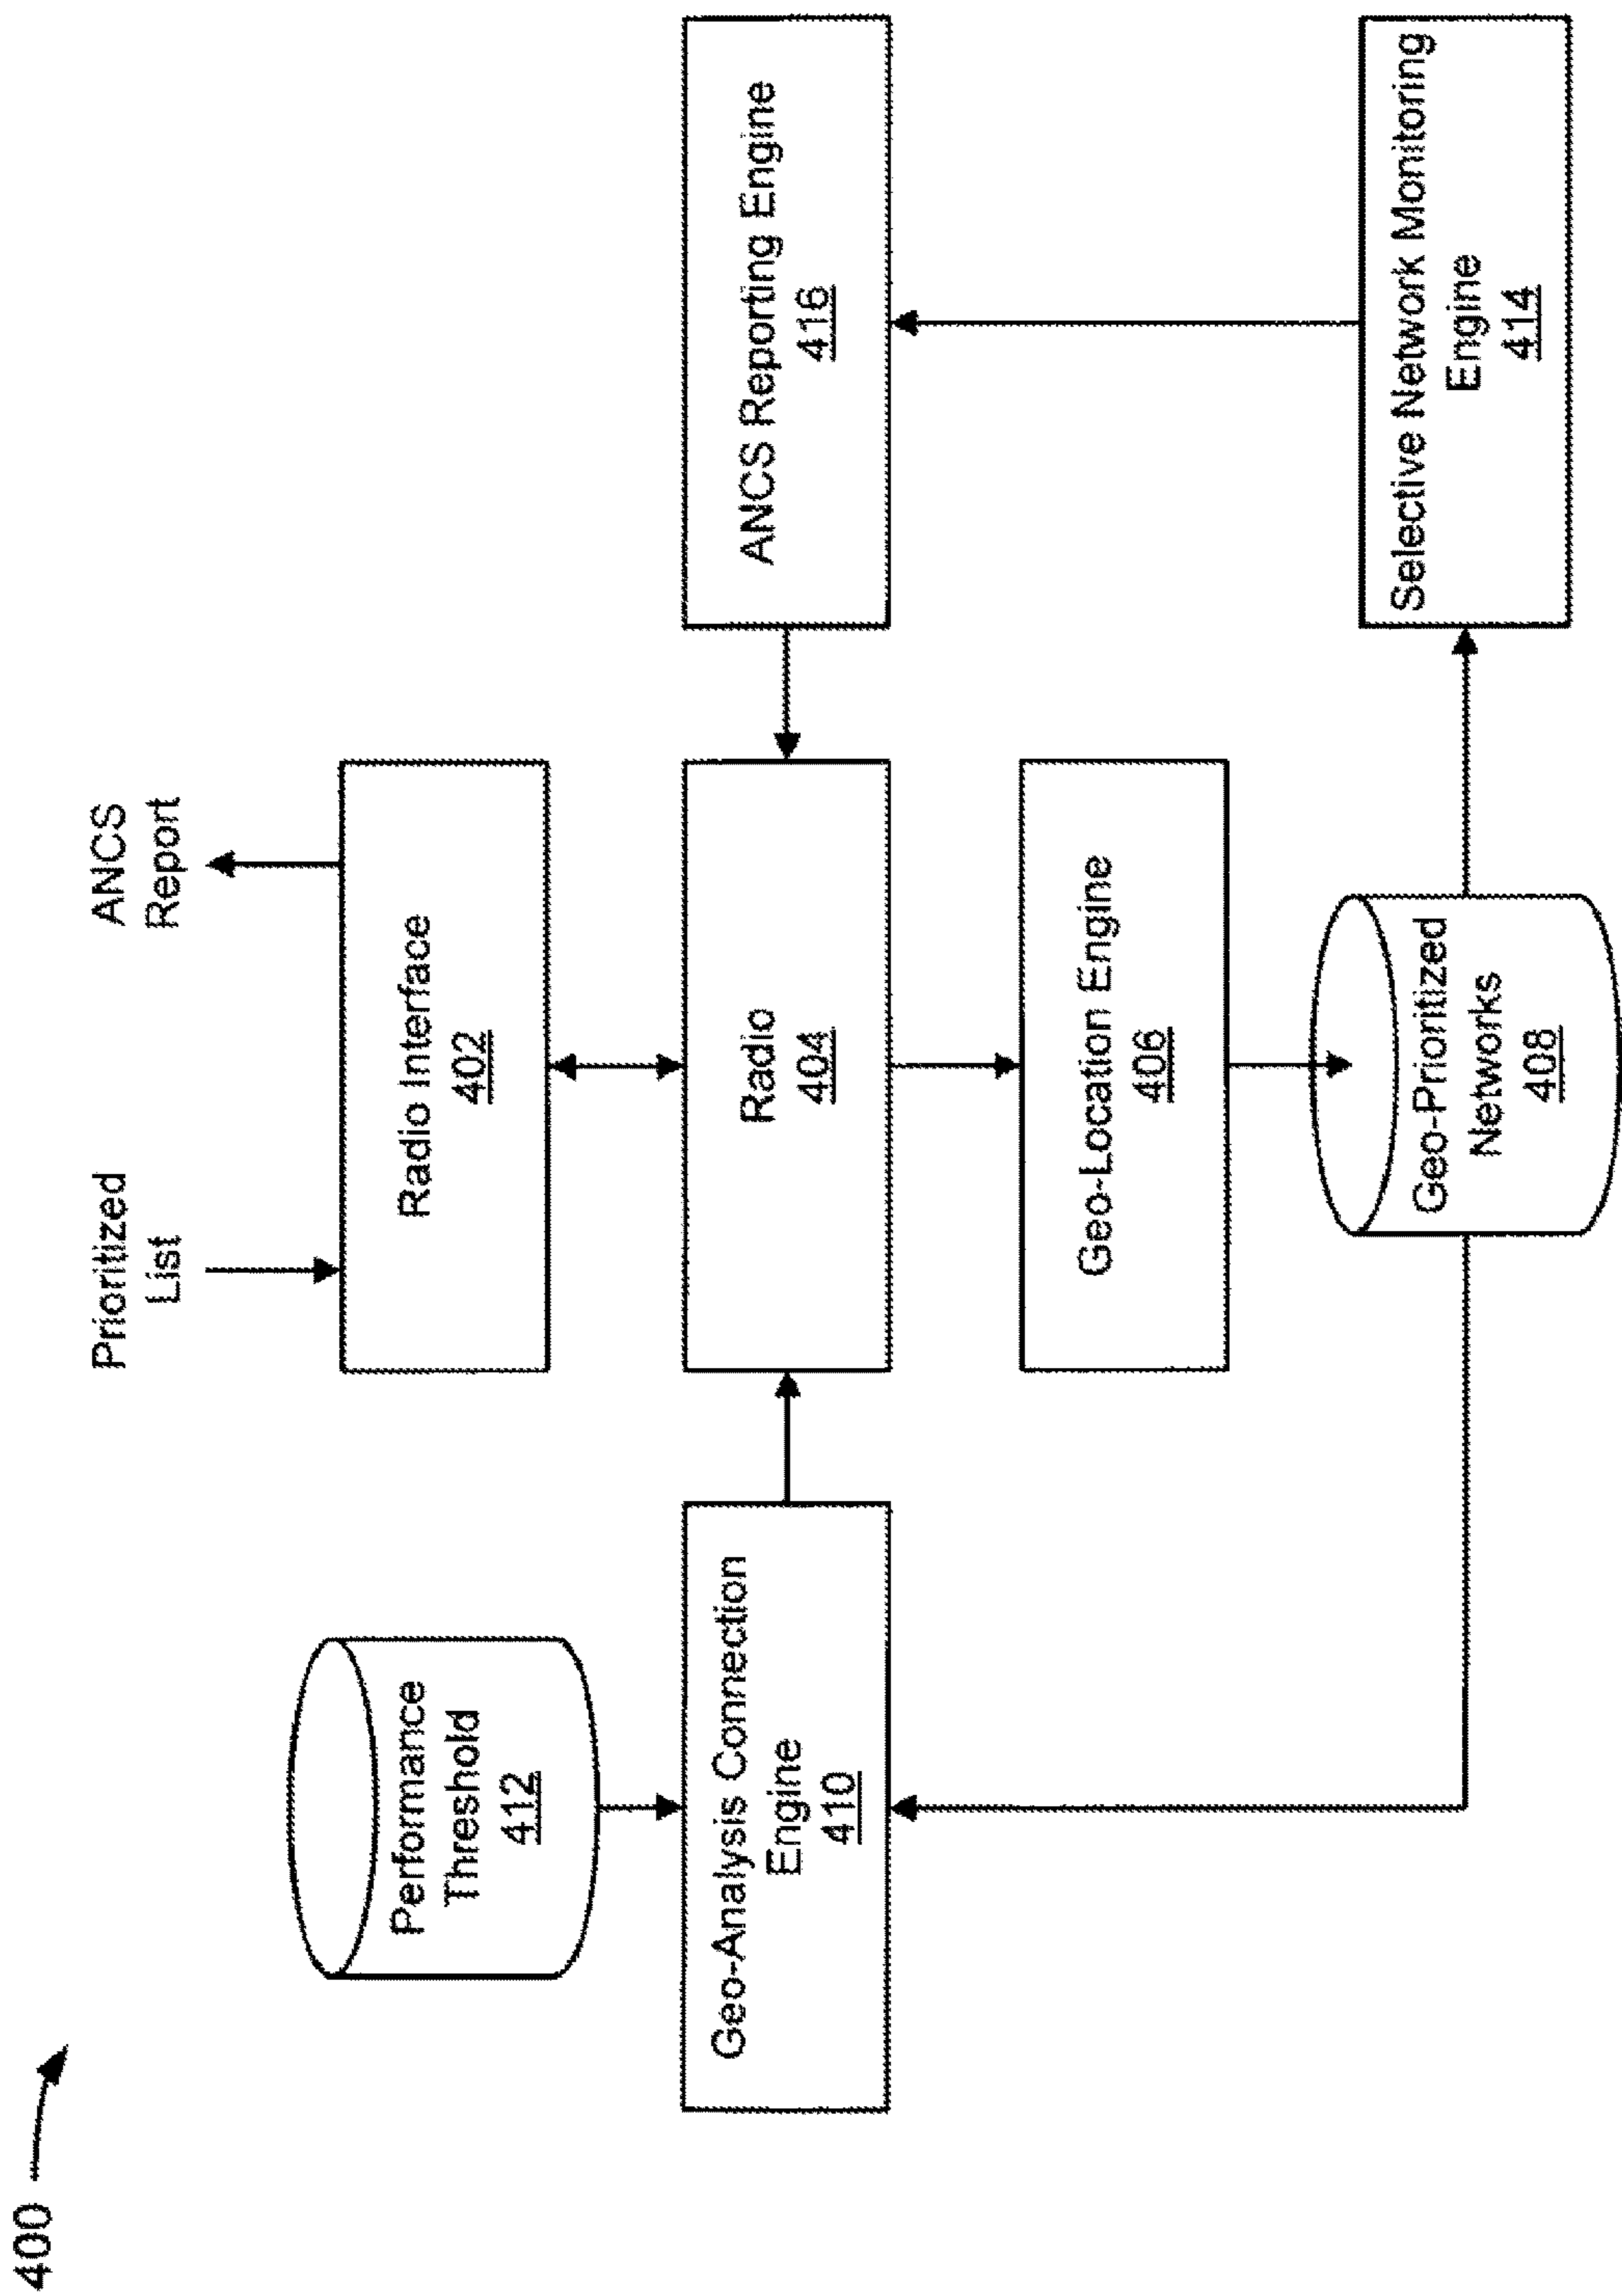 400
Prioritized
List
ANCS
Report
Radio Interface
402
Performance
Threshold
412
Geo-Analysis Connection
Engine
410
Radio
404
ANCS Reporting Engine
416
Geo-Location Engine
406
Geo-Prioritized
Networks
408
Selective Network Monitoring
Engine
414